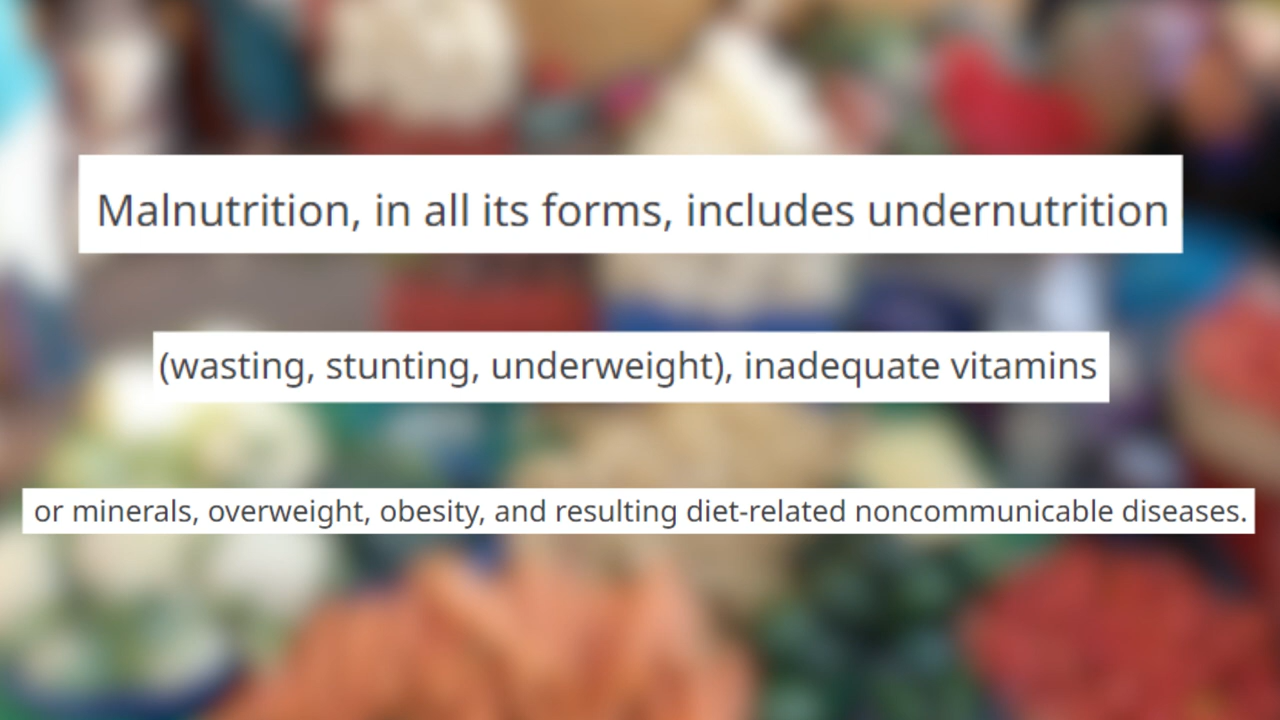 Malnutrition, in all its forms, includes undernutrition
(wasting, stunting, underweight), inadequate vitamins
or minerals, overweight, obesity, and resulting diet-related noncommunicable diseases.